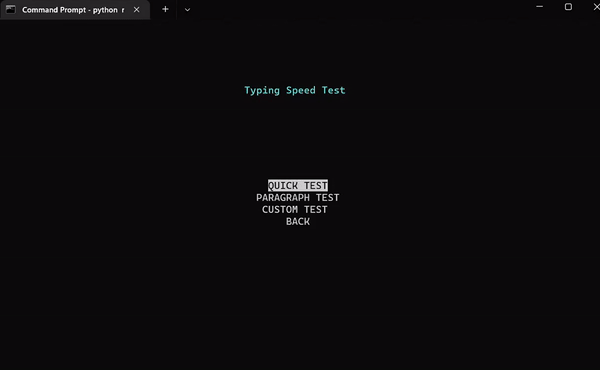 Command Prompt - python r
Typing Speed Test
QUICK TEST
PARAGRAPH TEST
CUSTOM TEST
BACK